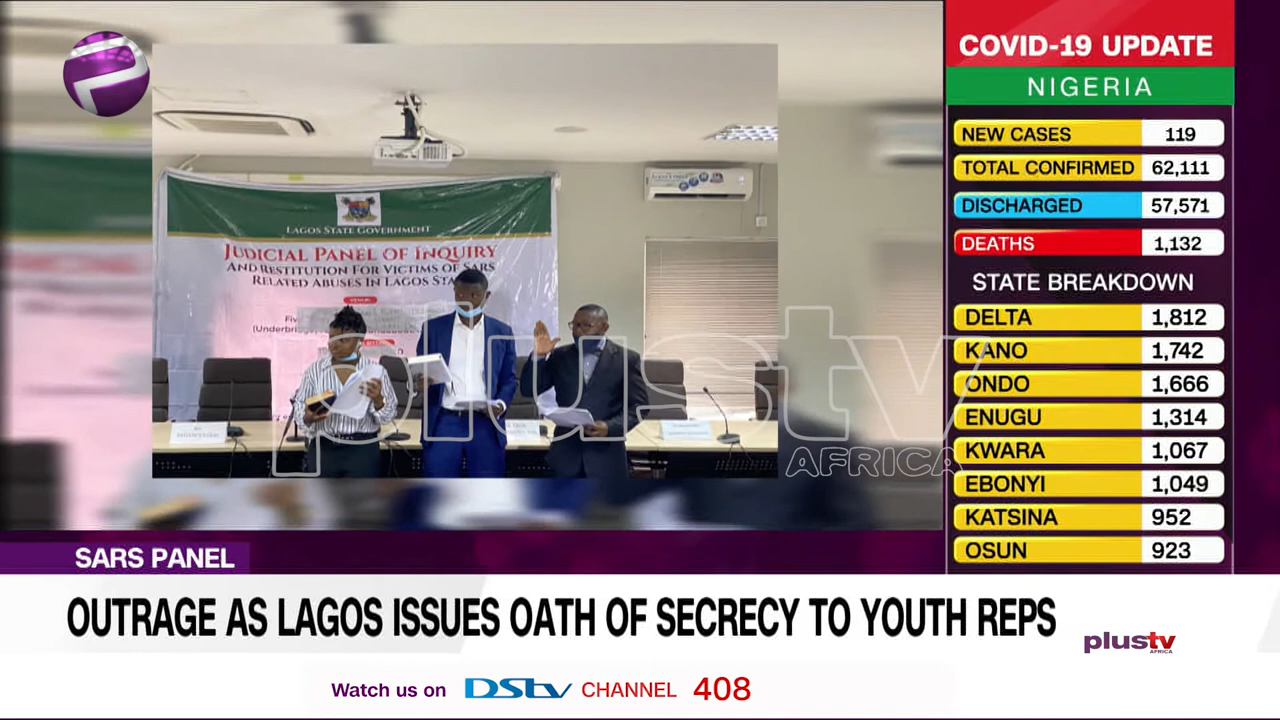 COVID-19 UPDATE
NIGERIA
NEW CASES 119
TOTAL CONFIRMED 62,111
DISCHARGED 57,571
DEATHS 1,132
STATE BREAKDOWN
DELTA 1,812
KANO 1,742
ONDO 1,666
ENUGU 1,314
KWARA 1,067
EBONYI 1,049
KATSINA 952
OSUN 923
LAGOS STATE GOVERNMENT
JUDICIAL PANEL OF INQUIRY
AND RESTITUTION FOR VICTIMS OF SARS
RELATED ABUSES IN LAGOS
(Underbridge,
plustv
AFRICA
SARS PANEL
OUTRAGE AS LAGOS ISSUES OATH OF SECRECY TO YOUTH REPS
plustv
AFRICA
Watch us on DStv CHANNEL 408